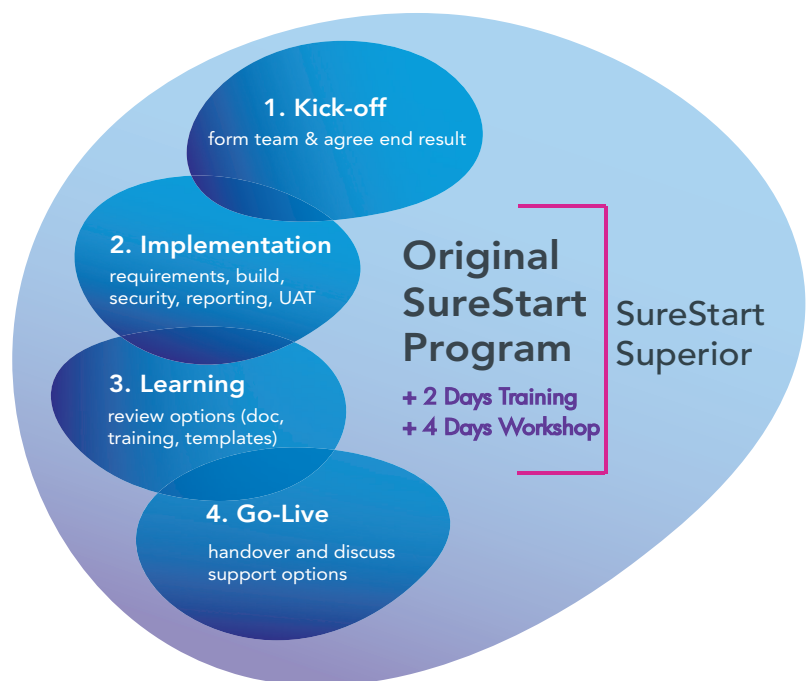 1. Kick-off
form team & agree end result
2. Implementation
requirements, build,
security, reporting, UAT
3. Learning
review options (doc,
training, templates)
4. Go-Live
handover and discuss
support options
Original
SureStart
Program
+ 2 Days Training
+ 4 Days Workshop
SureStart
Superior